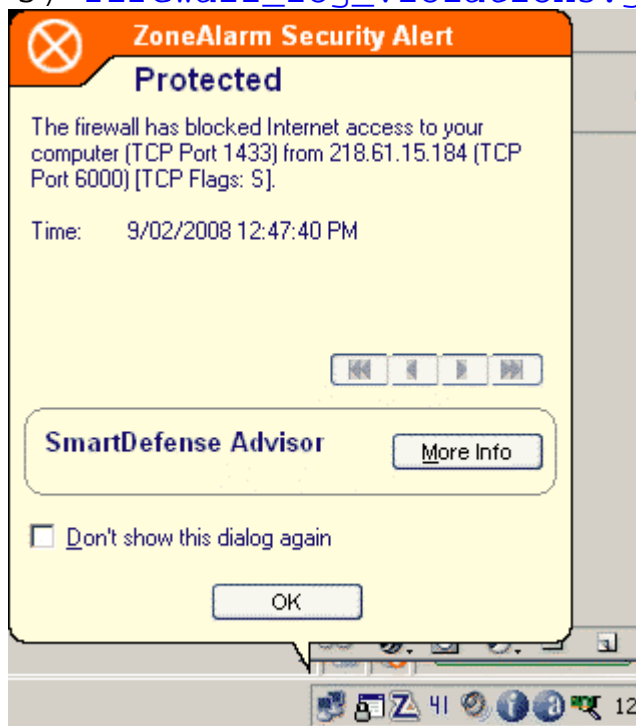 ZoneAlarm Security Alert
Protected
The firewall has blocked Internet access to your
computer (TCP Port 1433) from 218.61.15.184 (TCP
Port 6000) [TCP Flags: S].
Time: 9/02/2008 12:47:40 PM
SmartDefense Advisor
More Info
Don't show this dialog again
OK
41
12